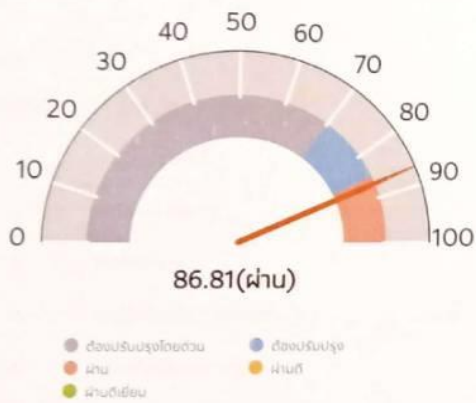 50
40
60
30
70
20
80
10
90
0
100
86.81(ผ่าน)
ต้องปรับปรุงโดยด่วน
ต้องปรับปรุง
ผ่าน
ผ่านดี
ผ่านดีเยี่ยม